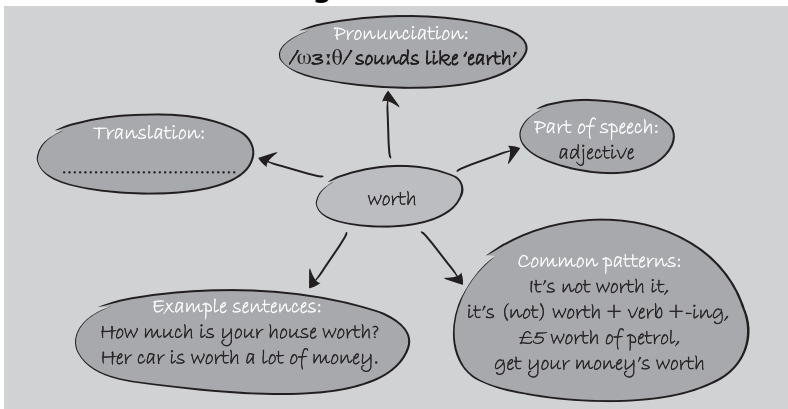 Pronunciation:
/ωɜːθ/ sounds like 'earth'
Part of speech:
adjective
Translation:
................................
worth
Common patterns:
It's not worth it,
it's (not) worth + verb +-ing,
£5 worth of petrol,
get your money's worth
Example sentences:
How much is your house worth?
Her car is worth a lot of money.